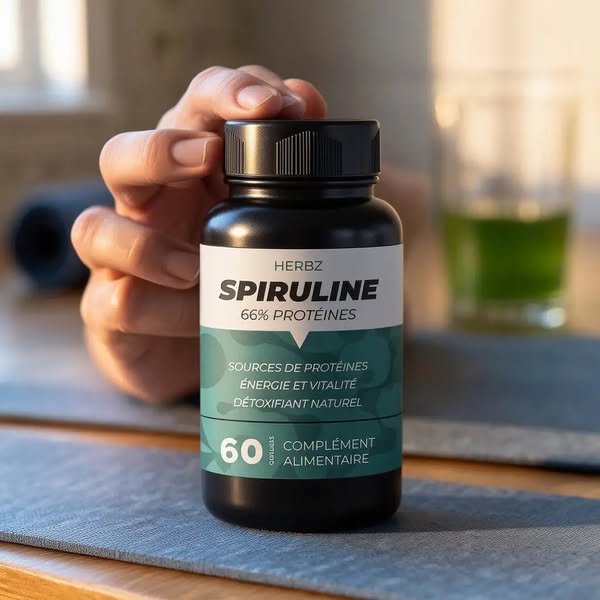 HERBZ
SPIRULINE
66% PROTÉINES
SOURCES DE PROTÉINES
ÉNERGIE ET VITALITÉ
DÉTOXIFIANT NATUREL
60
COMPLÉMENT
ALIMENTAIRE